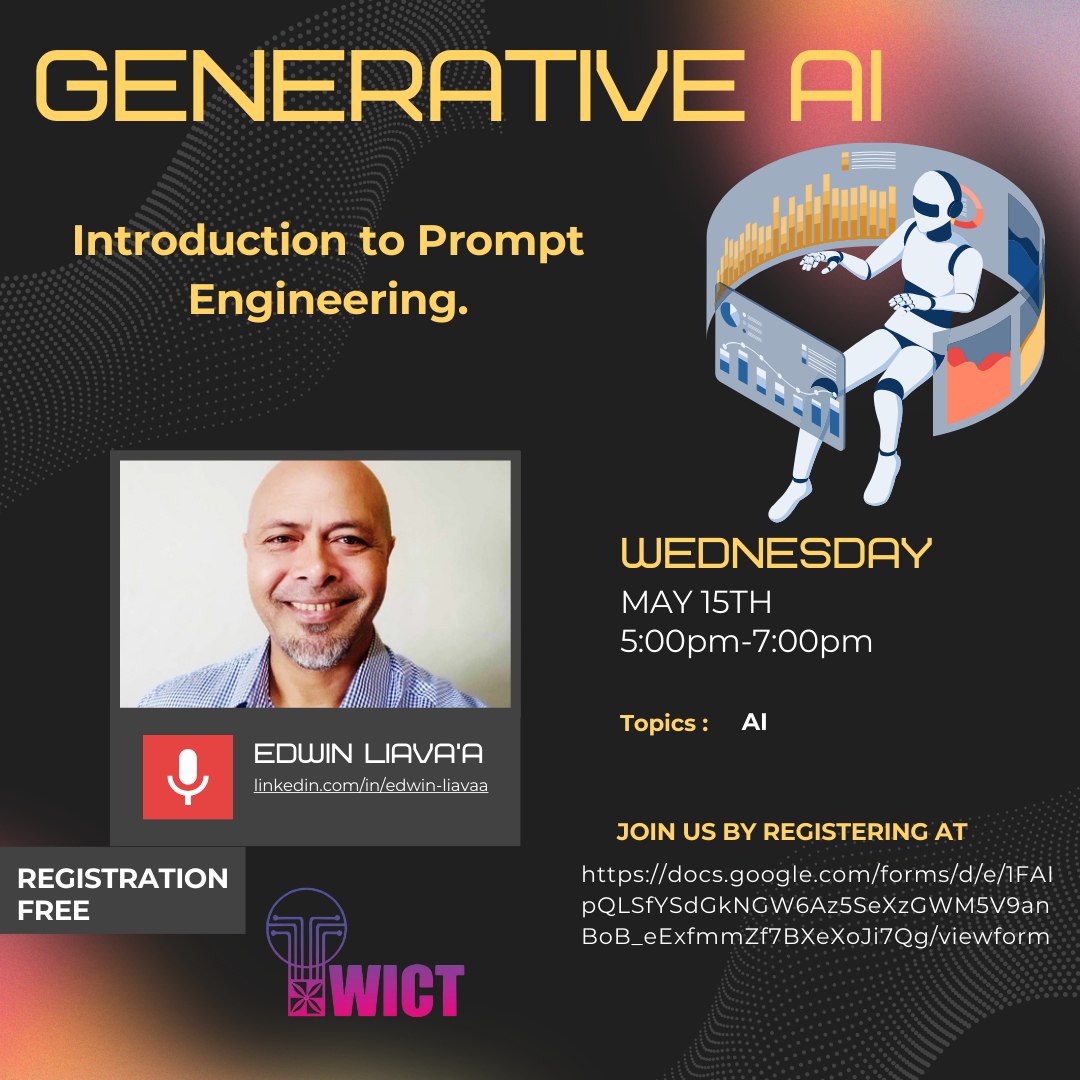 GENERATIVE AI
Introduction to Prompt
Engineering.
WEDNESDAY
MAY 15TH
5:00pm-7:00pm
Topics : AI
EDWIN LIAVA'A
linkedin.com/in/edwin-liavaa
JOIN US BY REGISTERING AT
https://docs.google.com/forms/d/e/1FAI
pQLSfYSdGkNGW6Az5SeXzGWM5V9an
BoB_eExfmmZf7BXeXoJi7Qg/viewform
REGISTRATION
FREE
TWICT